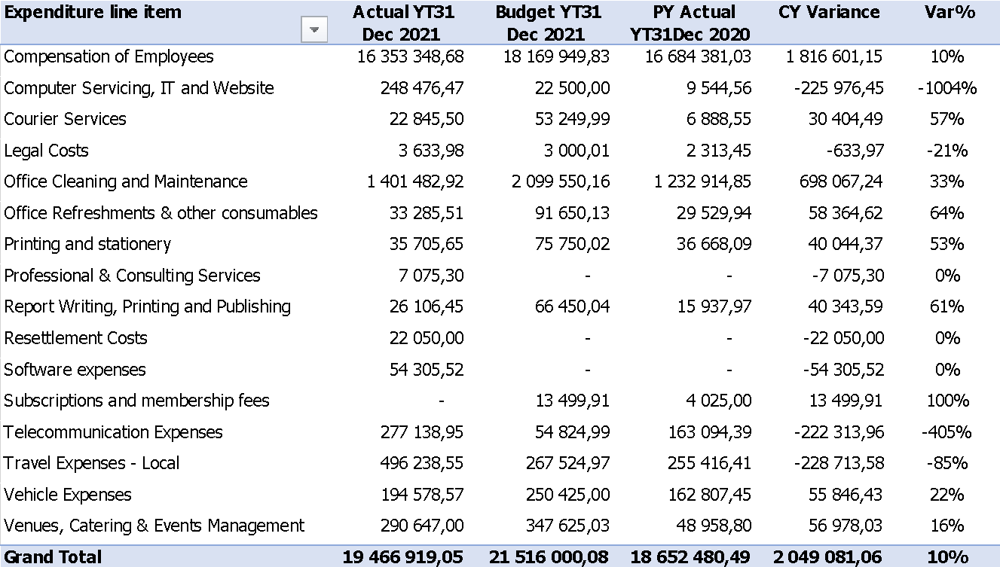 Expenditure line item Actual YT31 Dec 2021 Budget YT31 Dec 2021 PY Actual YT31Dec 2020 CY Variance Var%
Compensation of Employees 16 353 348,68 18 169 949,83 16 684 381,03 1 816 601,15 10%
Computer Servicing, IT and Website 248 476,47 22 500,00 9 544,56 -225 976,45 -1004%
Courier Services 22 845,50 53 249,99 6 888,55 30 404,49 57%
Legal Costs 3 633,98 3 000,01 2 313,45 -633,97 -21%
Office Cleaning and Maintenance 1 401 482,92 2 099 550,16 1 232 914,85 698 067,24 33%
Office Refreshments & other consumables 33 285,51 91 650,13 29 529,94 58 364,62 64%
Printing and stationery 35 705,65 75 750,02 36 668,09 40 044,37 53%
Professional & Consulting Services 7 075,30 - - -7 075,30 0%
Report Writing, Printing and Publishing 26 106,45 66 450,04 15 937,97 40 343,59 61%
Resettlement Costs 22 050,00 - - -22 050,00 0%
Software expenses 54 305,52 - - -54 305,52 0%
Subscriptions and membership fees - 13 499,91 4 025,00 13 499,91 100%
Telecommunication Expenses 277 138,95 54 824,99 163 094,39 -222 313,96 -405%
Travel Expenses - Local 496 238,55 267 524,97 255 416,41 -228 713,58 -85%
Vehicle Expenses 194 578,57 250 425,00 162 807,45 55 846,43 22%
Venues, Catering & Events Management 290 647,00 347 625,03 48 958,80 56 978,03 16%
Grand Total 19 466 919,05 21 516 000,08 18 652 480,49 2 049 081,06 10%